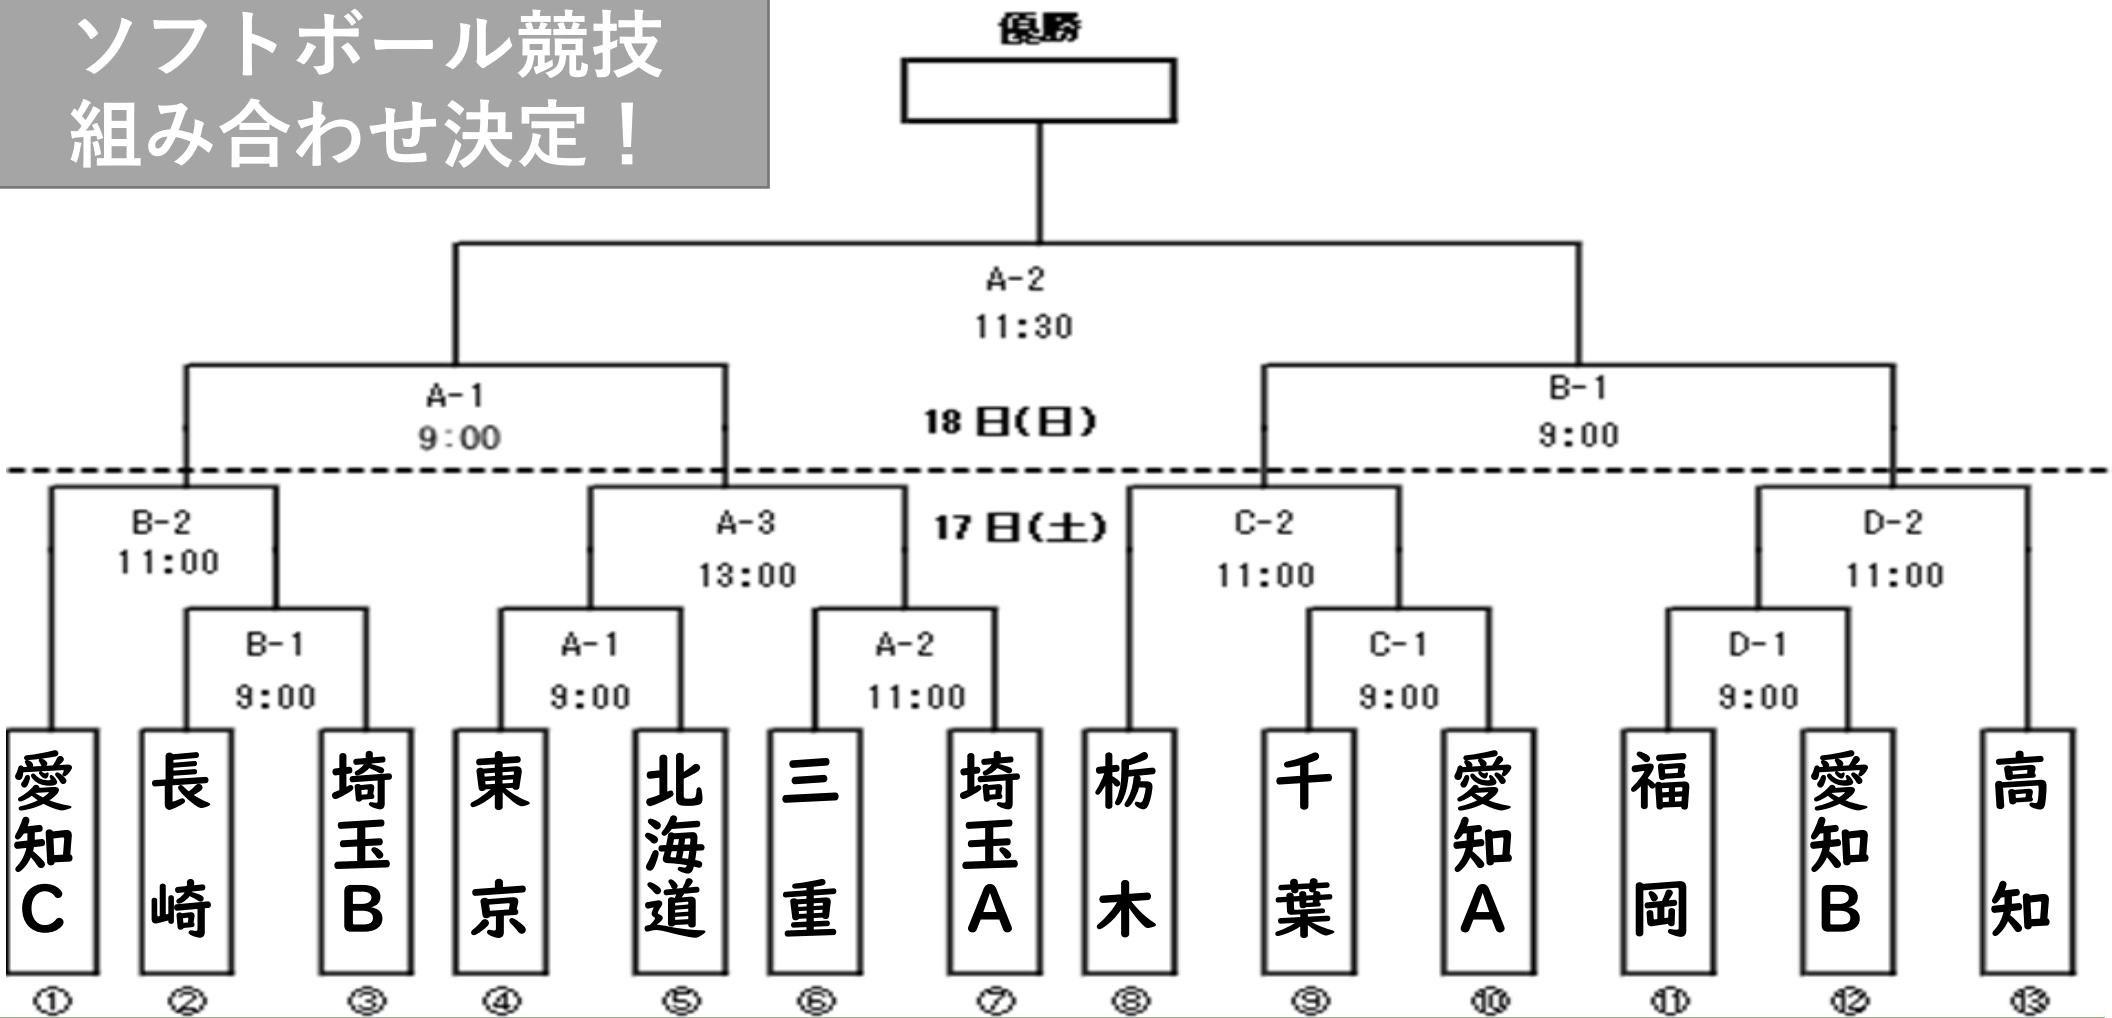 ソフトボール競技
組み合わせ決定！
優勝
A-2
11:30
A-1
9:00
18日(日)
B-1
9:00
B-2
11:00
A-3
13:00
17日(土)
C-2
11:00
D-2
11:00
B-1
9:00
A-1
9:00
A-2
11:00
C-1
9:00
D-1
9:00
愛知C
長崎
埼玉B
東京
北海道
三重
埼玉A
栃木
千葉
愛知A
福岡
愛知B
高知
① ② ③ ④ ⑤ ⑥ ⑦ ⑧ ⑨ ⑩ ⑪ ⑫ ⑬